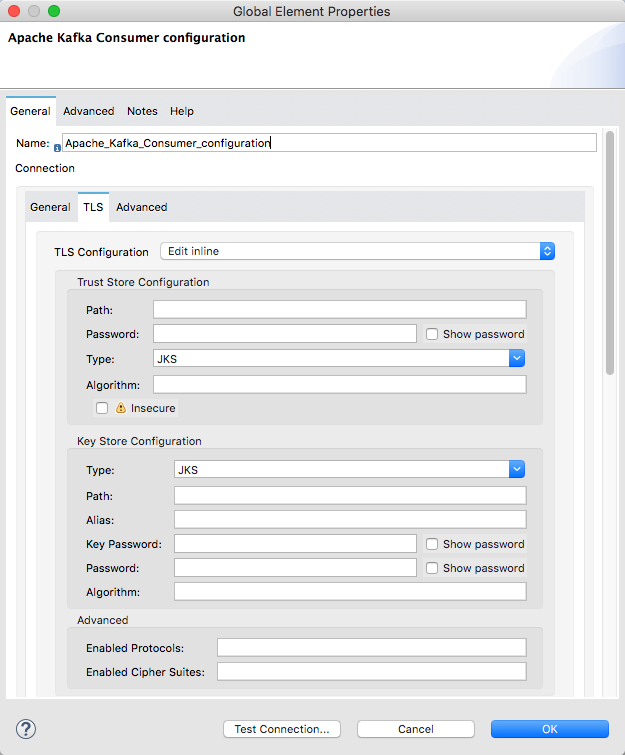 Global Element Properties
Apache Kafka Consumer configuration
General Advanced Notes Help
Name: Apache_Kafka_Consumer_configuration
Connection
General TLS Advanced
TLS Configuration Edit inline
Trust Store Configuration
Path:
Password: Show password
Type: JKS
Algorithm:
Insecure
Key Store Configuration
Type: JKS
Path:
Alias:
Key Password: Show password
Password: Show password
Algorithm:
Advanced
Enabled Protocols:
Enabled Cipher Suites:
? Test Connection... Cancel OK